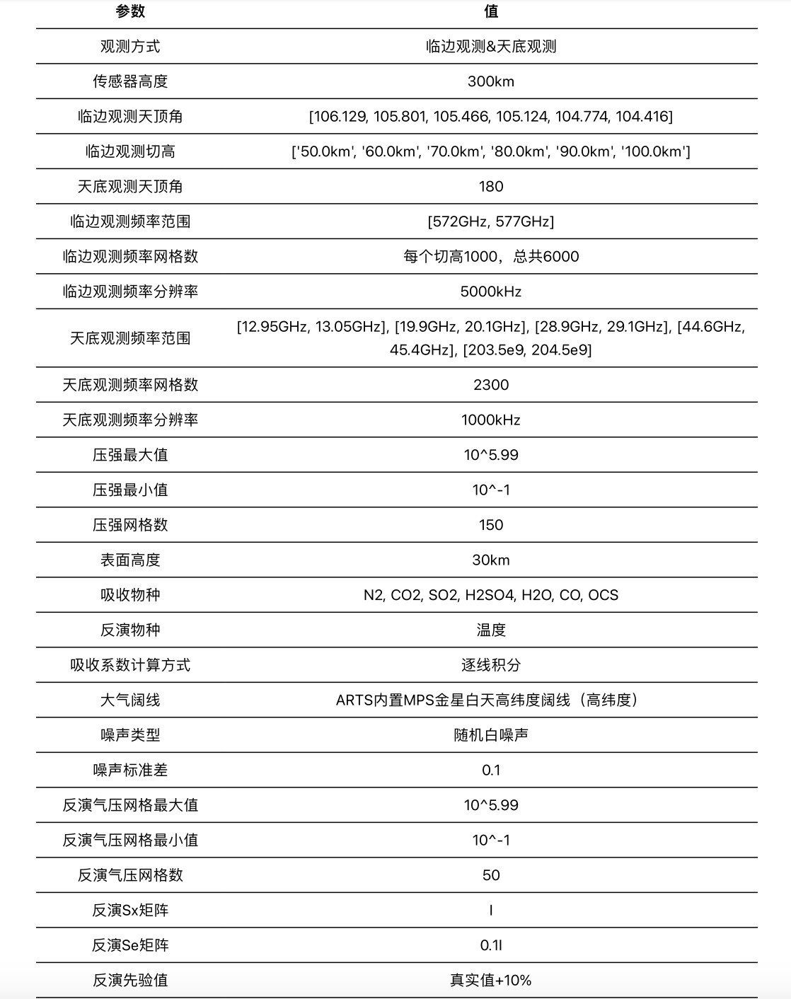 参数 值
观测方式 临边观测&天底观测
传感器高度 300km
临边观测天顶角 [106.129, 105.801, 105.466, 105.124, 104.774, 104.416]
临边观测切高 ['50.0km', '60.0km', '70.0km', '80.0km', '90.0km', '100.0km']
天底观测天顶角 180
临边观测频率范围 [572GHz, 577GHz]
临边观测频率网格数 每个切高1000，总共6000
临边观测频率分辨率 5000kHz
天底观测频率范围 [12.95GHz, 13.05GHz], [19.9GHz, 20.1GHz], [28.9GHz, 29.1GHz], [44.6GHz,
45.4GHz], [203.5e9, 204.5e9]
天底观测频率网格数 2300
天底观测频率分辨率 1000kHz
压强最大值 10^5.99
压强最小值 10^-1
压强网格数 150
表面高度 30km
吸收物种 N2, CO2, SO2, H2SO4, H2O, CO, OCS
反演物种 温度
吸收系数计算方式 逐线积分
大气阔线 ARTS内置MPS金星白天高纬度阔线（高纬度）
噪声类型 随机白噪声
噪声标准差 0.1
反演气压网格最大值 10^5.99
反演气压网格最小值 10^-1
反演气压网格数 50
反演Sx矩阵 I
反演Se矩阵 0.1I
反演先验值 真实值+10%